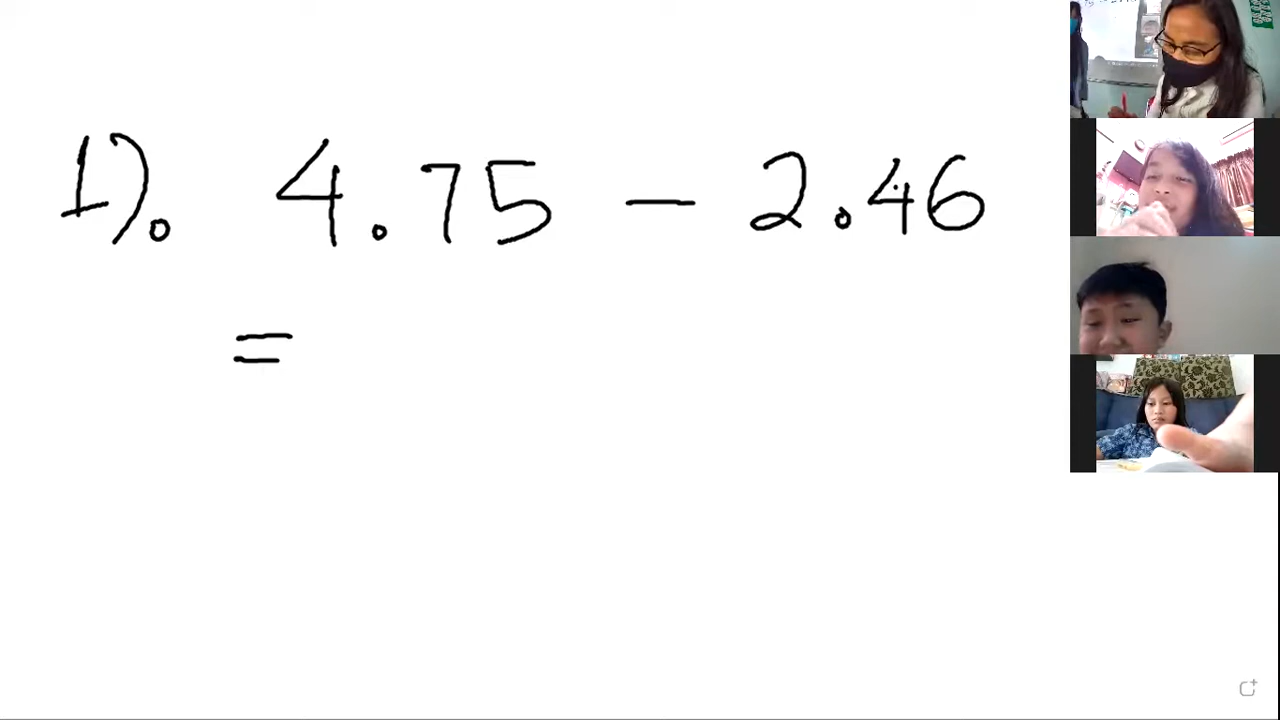 1). 4.75 - 2.46
=